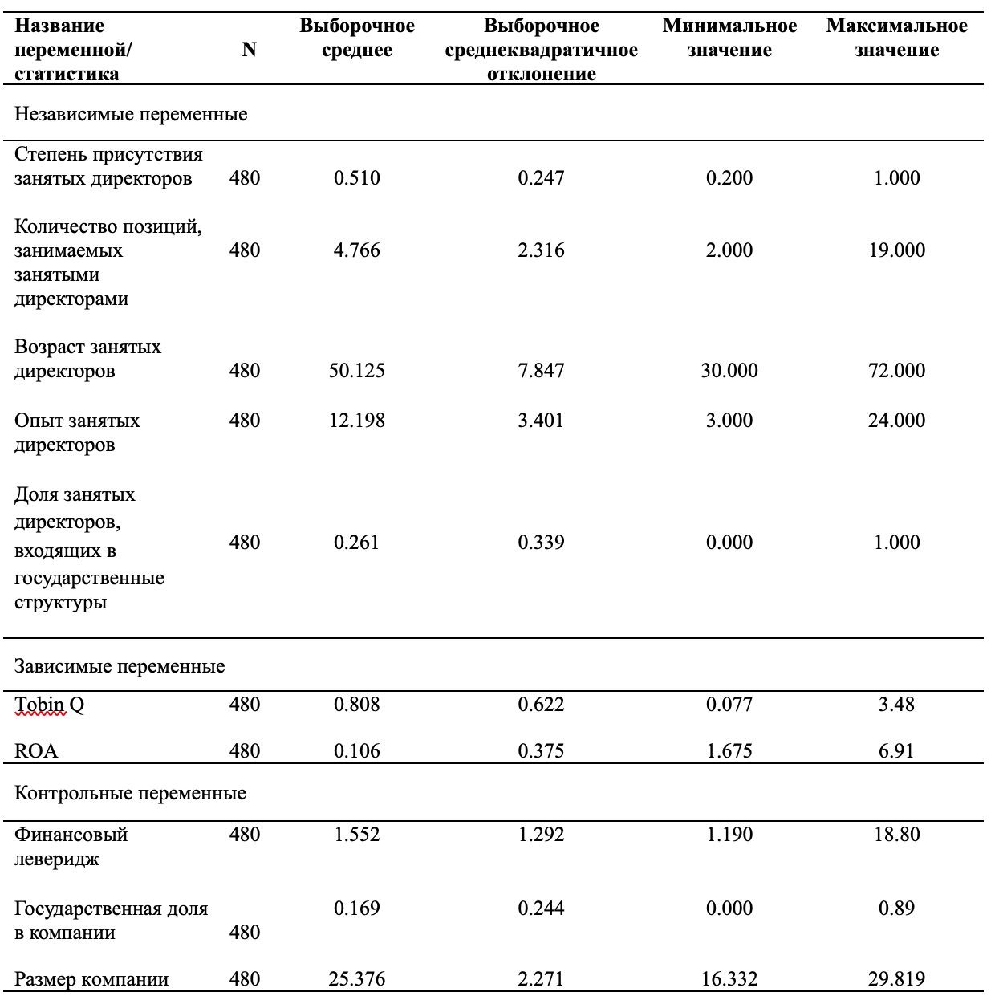 Название переменной/ статистика N Выборочное среднее Выборочное среднеквадратичное отклонение Минимальное значение Максимальное значение
Независимые переменные
Степень присутствия
занятых директоров 480 0.510 0.247 0.200 1.000
Количество позиций,
занимаемых 480 4.766 2.316 2.000 19.000
занятыми
директорами
Возраст занятых
директоров 480 50.125 7.847 30.000 72.000
Опыт занятых 480 12.198 3.401 3.000 24.000
директоров
Доля занятых
директоров,
входящих в 480 0.261 0.339 0.000 1.000
государственные
структуры
Зависимые переменные
Tobin Q 480 0.808 0.622 0.077 3.48
ROA 480 0.106 0.375 1.675 6.91
Контрольные переменные
Финансовый 480 1.552 1.292 1.190 18.80
леверидж
Государственная доля 0.169 0.244 0.000 0.89
в компании 480
Размер компании 480 25.376 2.271 16.332 29.819